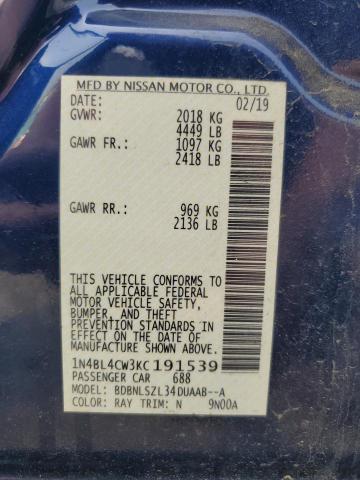 MFD BY NISSAN MOTOR CO., LTD.
DATE: 02/19
GVWR: 2018 KG
4449 LB
GAWR FR.: 1097 KG
2418 LB
GAWR RR.: 969 KG
2136 LB
THIS VEHICLE CONFORMS TO
ALL APPLICABLE FEDERAL
MOTOR VEHICLE SAFETY,
BUMPER, AND THEFT
PREVENTION STANDARDS IN
EFFECT ON THE DATE OF
MANUFACTURE SHOWN ABOVE.
1N4BL4CW3KC191539
PASSENGER CAR 688
MODEL: BDBNLSZL34DUAAB--A
COLOR: RAY TRIM: N 9N00A